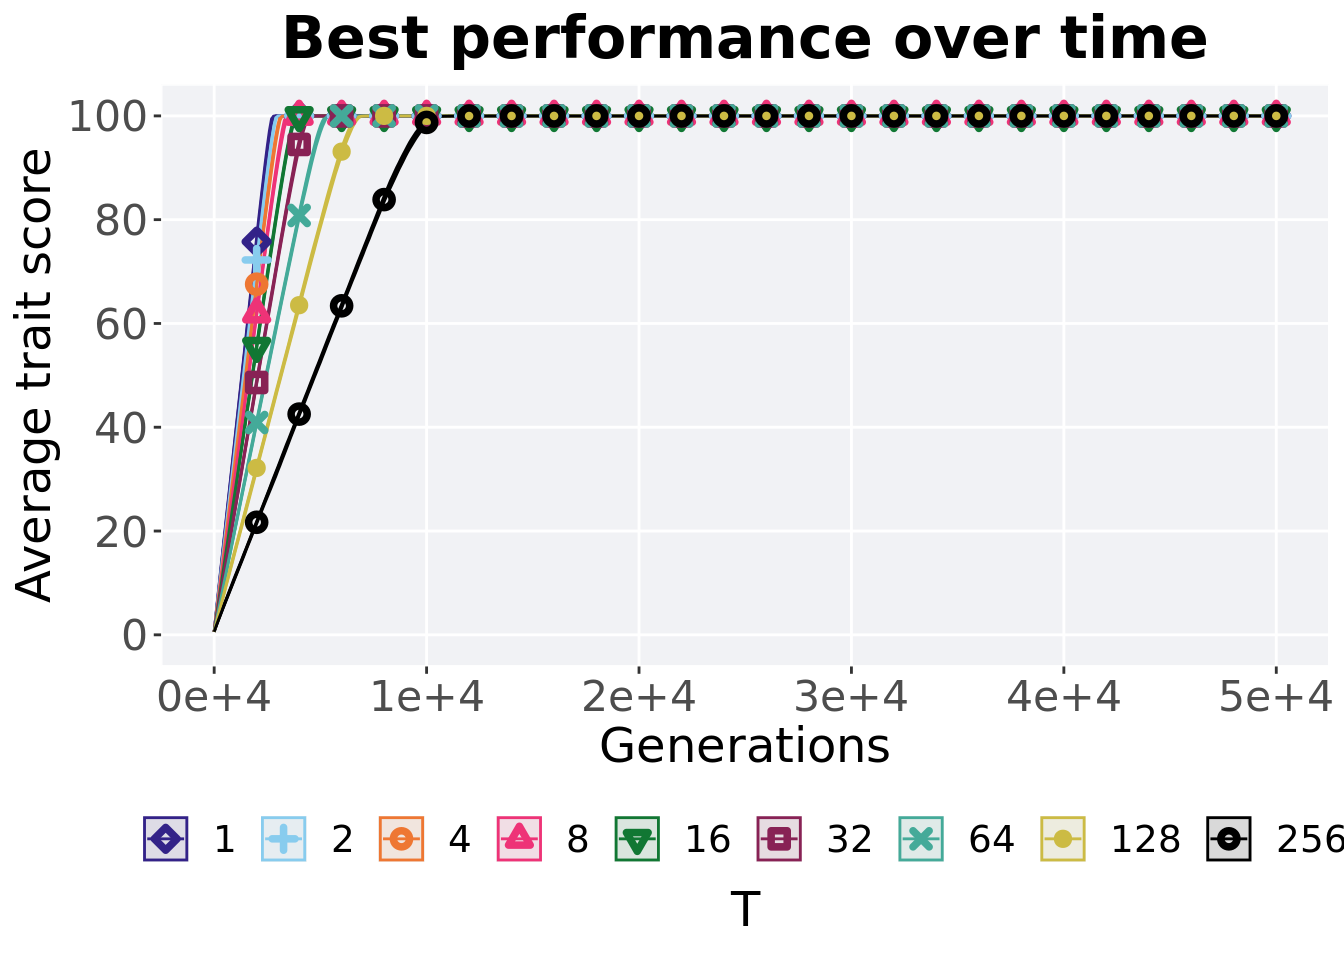 Best performance over time
Average trait score
100
80
60
40
20
0
0e+4 1e+4 2e+4 3e+4 4e+4 5e+4
Generations
1 2 4 8 16 32 64 128 256
T